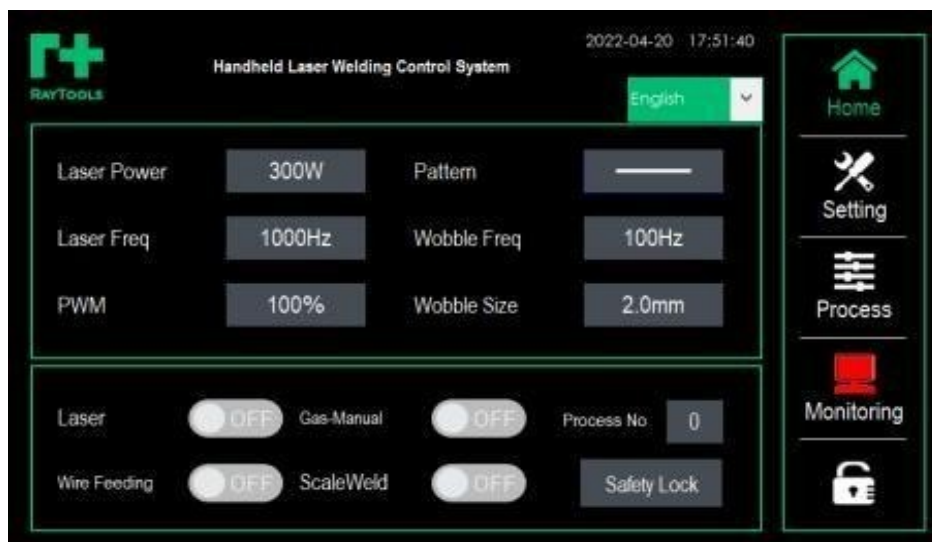 2022-04-20 17:51:40
Handheld Laser Welding Control System
RAYTOOLS
English
Home
Laser Power 300W Pattern
Setting
Laser Freq 1000Hz Wobble Freq 100Hz
PWM 100% Wobble Size 2.0mm
Process
Laser OFF Gas-Manual OFF Process No 0
Monitoring
Wire Feeding OFF ScaleWeld OFF Safety Lock